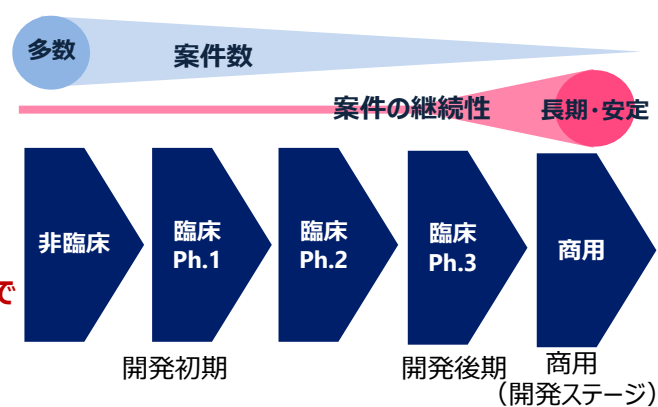 多数
案件数
案件の継続性
長期・安定
非臨床
臨床
Ph.1
臨床
Ph.2
臨床
Ph.3
商用
で
開発初期
開発後期
商用
（開発ステージ）